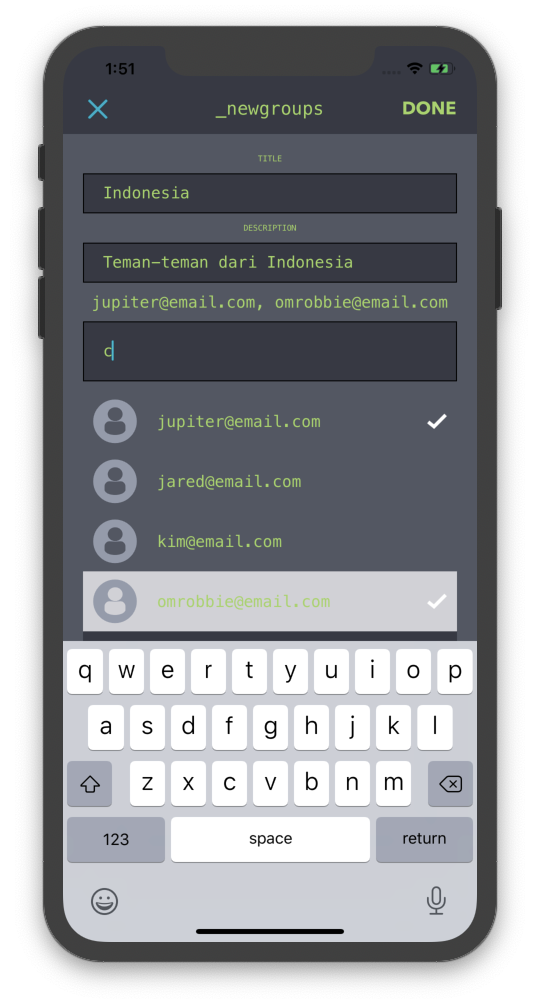 1:51
_newgroups DONE
TITLE
Indonesia
DESCRIPTION
Teman-teman dari Indonesia
jupiter@email.com, omrobbie@email.com
c
jupiter@email.com
jared@email.com
kim@email.com
omrobbie@email.com
q w e r t y u i o p
a s d f g h j k l
z x c v b n m
123 space return